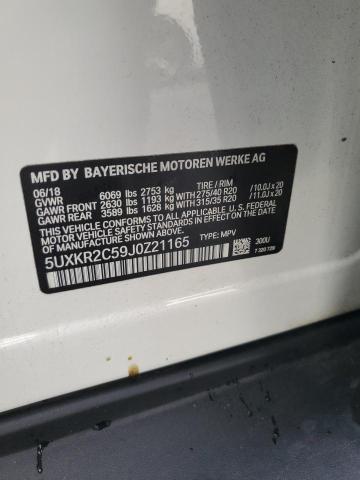 MFD BY BAYERISCHE MOTOREN WERKE AG
06/18
GVWR 6069 lbs 2753 kg TIRE / RIM
GAWR FRONT 2630 lbs 1193 kg WITH 275/40 R20 / 10.0J x 20
GAWR REAR 3589 lbs 1628 kg WITH 315/35 R20 / 11.0J x 20
THIS VEHICLE CONFORMS TO ALL APPLICABLE U.S. FEDERAL
MOTOR VEHICLE SAFETY STANDARDS IN EFFECT ON THE
DATE OF MANUFACTURE SHOWN ABOVE.
5UXKR2C59J0Z21165 TYPE: MPV
300U
7 320 728